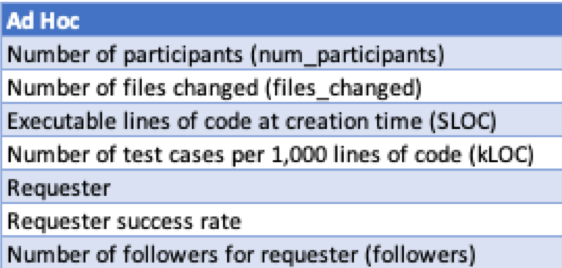 Ad Hoc
Number of participants (num_participants)
Number of files changed (files_changed)
Executable lines of code at creation time (SLOC)
Number of test cases per 1,000 lines of code (kLOC)
Requester
Requester success rate
Number of followers for requester (followers)